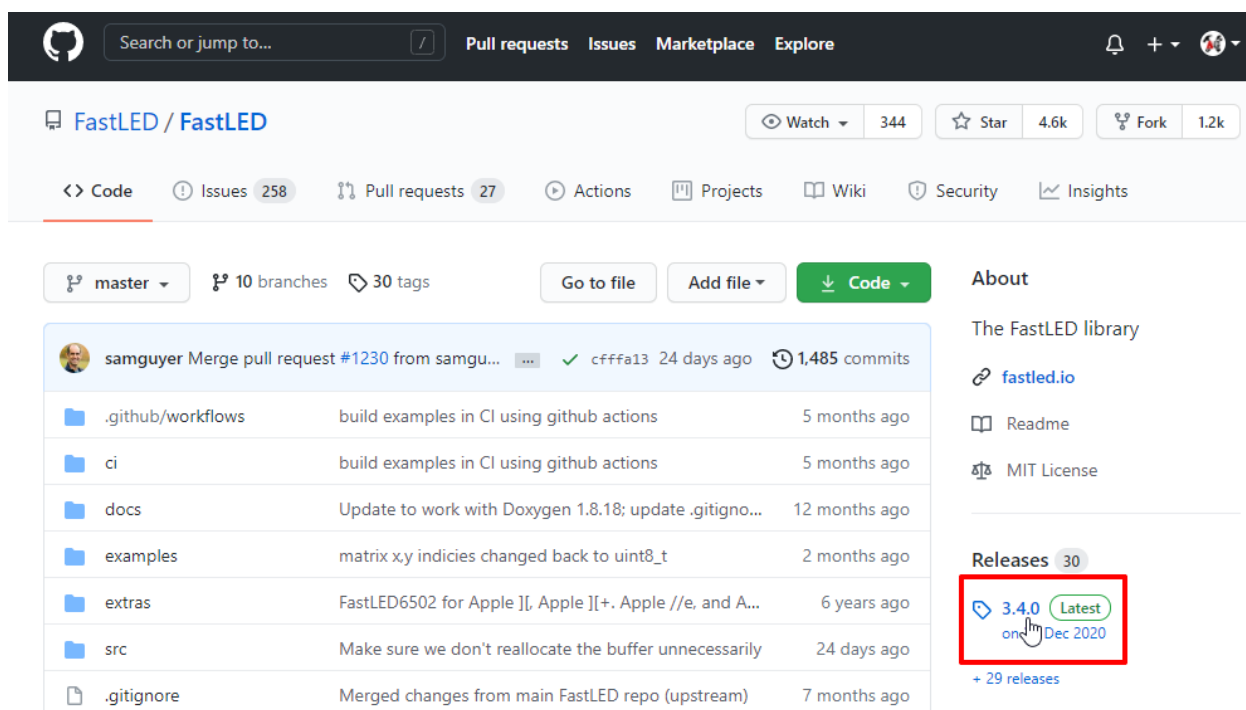 Search or jump to... / Pull requests Issues Marketplace Explore
FastLED / FastLED Watch 344 Star 4.6k Fork 1.2k
<> Code Issues 258 Pull requests 27 Actions Projects Wiki Security Insights
master 10 branches 30 tags Go to file Add file Code
samguyer Merge pull request #1230 from samgu... ... cfffa13 24 days ago 1,485 commits
.github/workflows build examples in CI using github actions 5 months ago
ci build examples in CI using github actions 5 months ago
docs Update to work with Doxygen 1.8.18; update .gitigno... 12 months ago
examples matrix x,y indicies changed back to uint8_t 2 months ago
extras FastLED6502 for Apple ][, Apple ][+. Apple //e, and A... 6 years ago
src Make sure we don't reallocate the buffer unnecessarily 24 days ago
.gitignore Merged changes from main FastLED repo (upstream) 7 months ago
About
The FastLED library
fastled.io
Readme
MIT License
Releases 30
3.4.0 Latest
on Dec 2020
+ 29 releases